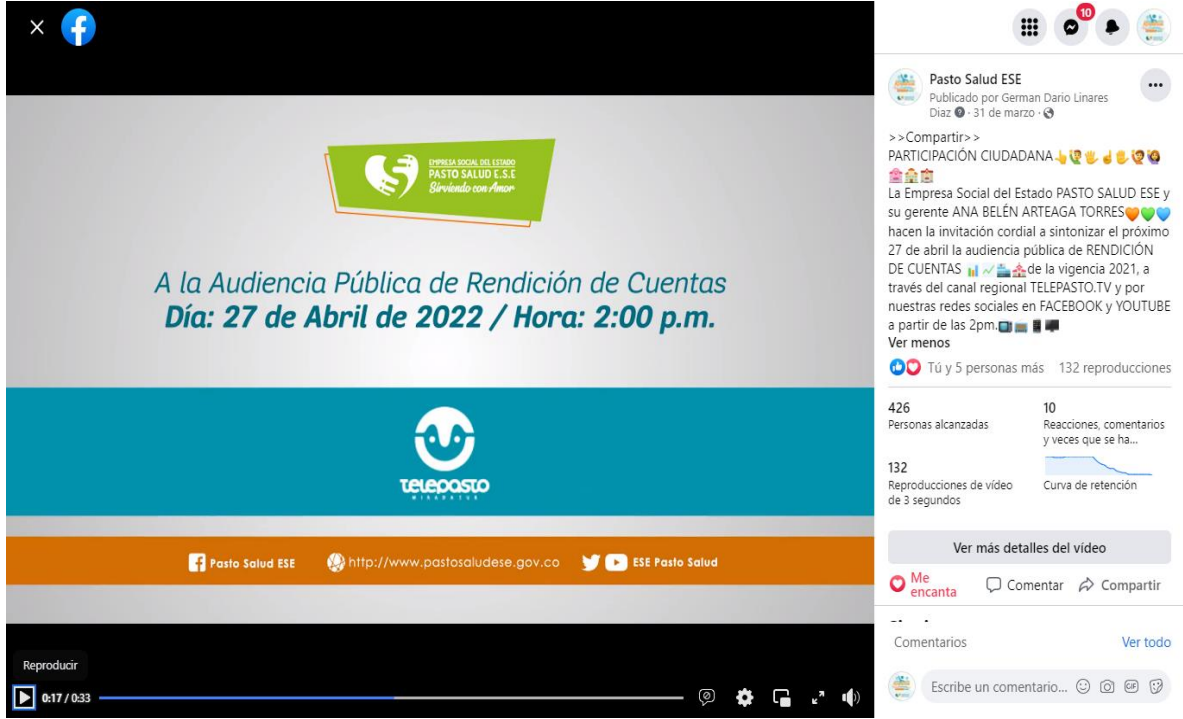 EMPRESA SOCIAL DEL ESTADO
PASTO SALUD E.S.E
Sirviendo con Amor
A la Audiencia Pública de Rendición de Cuentas
Día: 27 de Abril de 2022 / Hora: 2:00 p.m.
telepasto
Pasto Salud ESE
http://www.pastosaludese.gov.co
ESE Pasto Salud
Reproducir
0:17 / 0:33
10
Pasto Salud ESE
Publicado por German Dario Linares
Diaz · 31 de marzo ·
>>Compartir>>
PARTICIPACIÓN CIUDADANA
La Empresa Social del Estado PASTO SALUD ESE y
su gerente ANA BELÉN ARTEAGA TORRES
hacen la invitación cordial a sintonizar el próximo
27 de abril la audiencia pública de RENDICIÓN
DE CUENTAS de la vigencia 2021, a
través del canal regional TELEPASTO.TV y por
nuestras redes sociales en FACEBOOK y YOUTUBE
a partir de las 2pm.
Ver menos
Tú y 5 personas más 132 reproducciones
426
Personas alcanzadas
10
Reacciones, comentarios
y veces que se ha...
132
Reproducciones de vídeo
de 3 segundos
Curva de retención
Ver más detalles del vídeo
Me
encanta
Comentar
Compartir
Comentarios
Ver todo
Escribe un comentario...
GIF